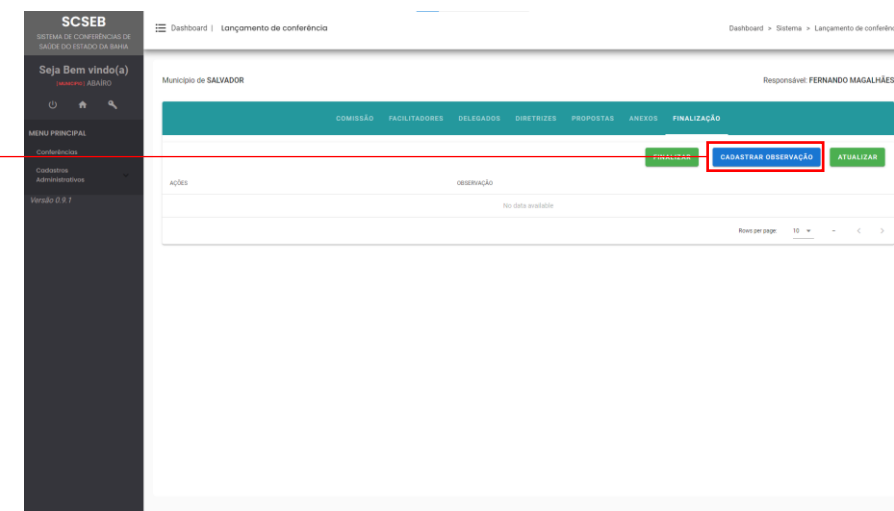 SCSEB
SISTEMA DE CONFERÊNCIAS DE
SAÚDE DO ESTADO DA BAHIA
Dashboard | Lançamento de conferência
Dashboard > Sistema > Lançamento de conferênc
Seja Bem vindo(a)
[MUNICIPIO] ABAÍRO
MENU PRINCIPAL
Conferências
Cadastros
Administrativos
Versão 0.9.1
Município de SALVADOR
Responsável: FERNANDO MAGALHÃES
COMISSÃO FACILITADORES DELEGADOS DIRETRIZES PROPOSTAS ANEXOS FINALIZAÇÃO
FINALIZAR CADASTRAR OBSERVAÇÃO ATUALIZAR
AÇÕES OBSERVAÇÃO
No data available
Rows per page: 10 –